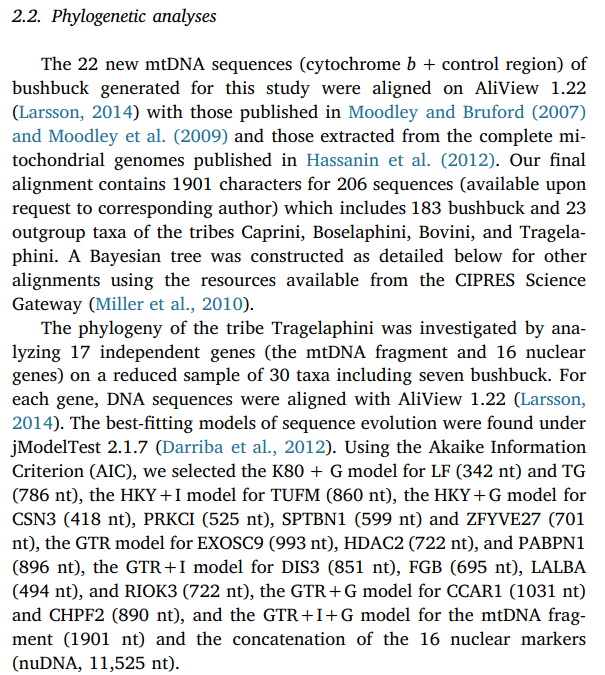 2.2. Phylogenetic analyses
The 22 new mtDNA sequences (cytochrome b + control region) of
bushbuck generated for this study were aligned on AliView 1.22
(Larsson, 2014) with those published in Moodley and Bruford (2007)
and Moodley et al. (2009) and those extracted from the complete mi-
tochondrial genomes published in Hassanin et al. (2012). Our final
alignment contains 1901 characters for 206 sequences (available upon
request to corresponding author) which includes 183 bushbuck and 23
outgroup taxa of the tribes Caprini, Boselaphini, Bovini, and Tragela-
phini. A Bayesian tree was constructed as detailed below for other
alignments using the resources available from the CIPRES Science
Gateway (Miller et al., 2010).
The phylogeny of the tribe Tragelaphini was investigated by ana-
lyzing 17 independent genes (the mtDNA fragment and 16 nuclear
genes) on a reduced sample of 30 taxa including seven bushbuck. For
each gene, DNA sequences were aligned with AliView 1.22 (Larsson,
2014). The best-fitting models of sequence evolution were found under
jModelTest 2.1.7 (Darriba et al., 2012). Using the Akaike Information
Criterion (AIC), we selected the K80 + G model for LF (342 nt) and TG
(786 nt), the HKY+I model for TUFM (860 nt), the HKY+G model for
CSN3 (418 nt), PRKCI (525 nt), SPTBN1 (599 nt) and ZFYVE27 (701
nt), the GTR model for EXOSC9 (993 nt), HDAC2 (722 nt), and PABPN1
(896 nt), the GTR+I model for DIS3 (851 nt), FGB (695 nt), LALBA
(494 nt), and RIOK3 (722 nt), the GTR+G model for CCAR1 (1031 nt)
and CHPF2 (890 nt), and the GTR+I+G model for the mtDNA frag-
ment (1901 nt) and the concatenation of the 16 nuclear markers
(nuDNA, 11,525 nt).